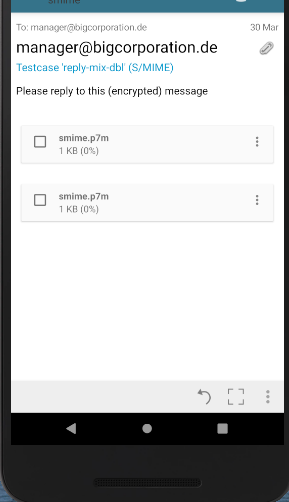 smime
To: manager@bigcorporation.de 30 Mar
manager@bigcorporation.de
Testcase 'reply-mix-dbl' (S/MIME)
Please reply to this (encrypted) message
smime.p7m
1 KB (0%)
smime.p7m
1 KB (0%)